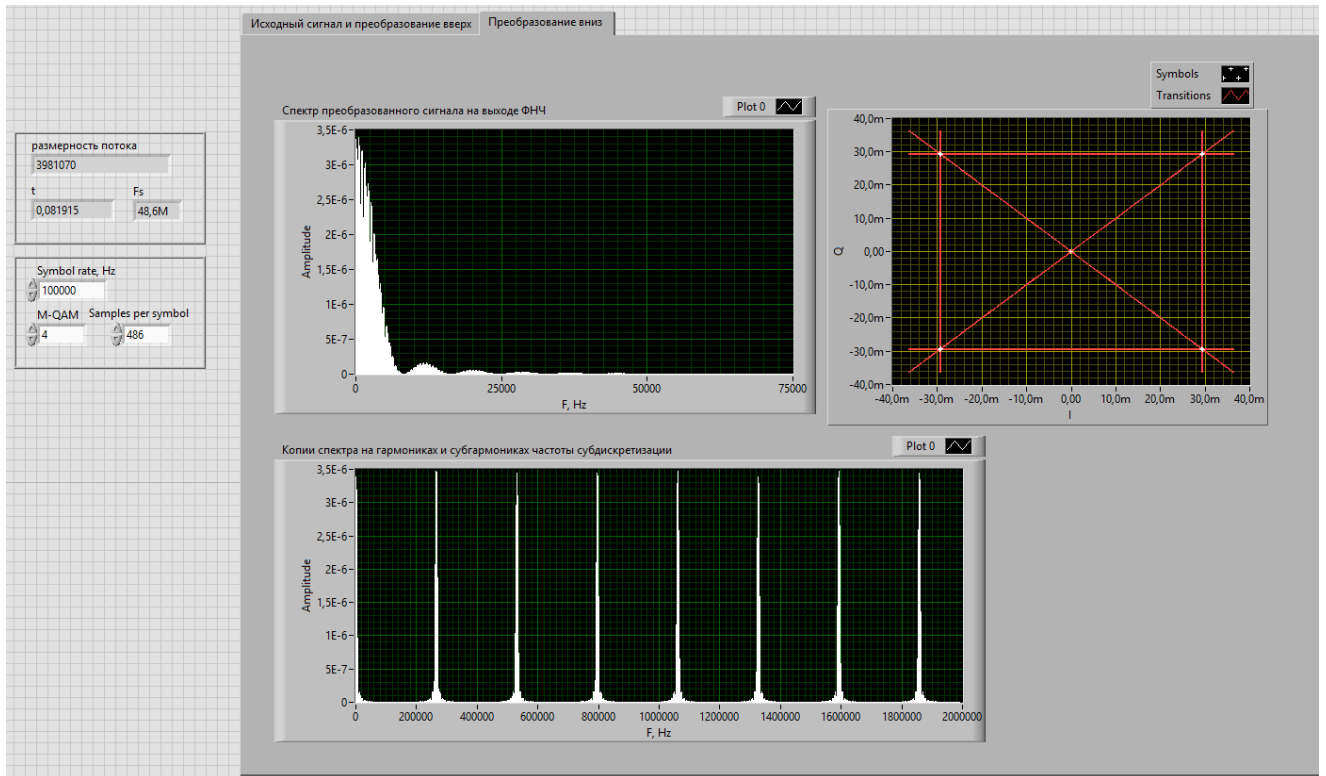 Исходный сигнал и преобразование вверх
Преобразование вниз
размерность потока
3981070
t
Fs
0,081915
48,6M
Symbol rate, Hz
100000
M-QAM
Samples per symbol
4
486
Спектр преобразованного сигнала на выходе ФНЧ
Plot 0
3,5E-6
3E-6
2,5E-6
2E-6
1,5E-6
1E-6
5E-7
0
Amplitude
0
25000
50000
75000
F, Hz
Symbols
Transitions
40,0m
30,0m
20,0m
10,0m
0,00
-10,0m
-20,0m
-30,0m
-40,0m
Q
-40,0m
-30,0m
-20,0m
-10,0m
0,00
10,0m
20,0m
30,0m
40,0m
I
Копии спектра на гармониках и субгармониках частоты субдискретизации
Plot 0
3,5E-6
3E-6
2,5E-6
2E-6
1,5E-6
1E-6
5E-7
0
Amplitude
0
200000
400000
600000
800000
1000000
1200000
1400000
1600000
1800000
2000000
F, Hz